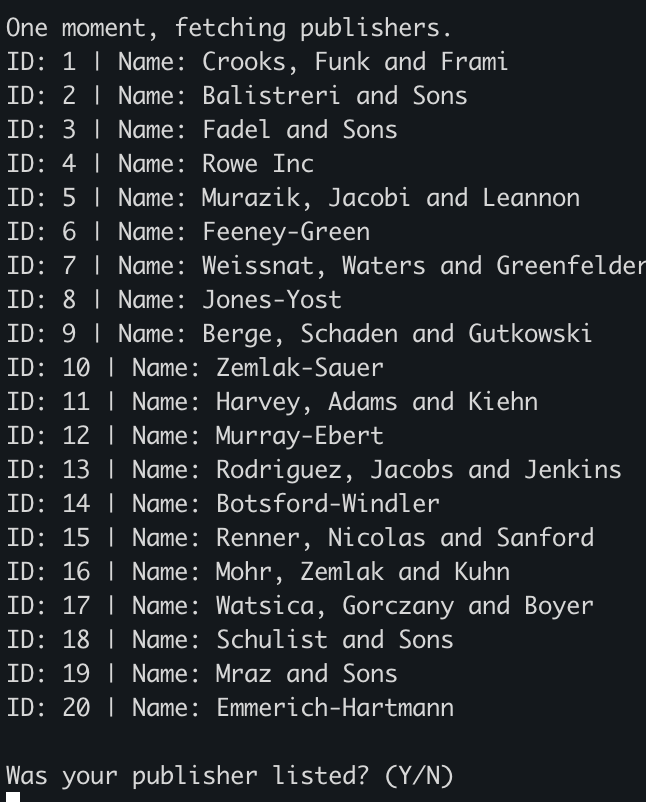 One moment, fetching publishers.
ID: 1 | Name: Crooks, Funk and Frami
ID: 2 | Name: Balistreri and Sons
ID: 3 | Name: Fadel and Sons
ID: 4 | Name: Rowe Inc
ID: 5 | Name: Murazik, Jacobi and Leannon
ID: 6 | Name: Feeney-Green
ID: 7 | Name: Weissnat, Waters and Greenfelder
ID: 8 | Name: Jones-Yost
ID: 9 | Name: Berge, Schaden and Gutkowski
ID: 10 | Name: Zemlak-Sauer
ID: 11 | Name: Harvey, Adams and Kiehn
ID: 12 | Name: Murray-Ebert
ID: 13 | Name: Rodriguez, Jacobs and Jenkins
ID: 14 | Name: Botsford-Windler
ID: 15 | Name: Renner, Nicolas and Sanford
ID: 16 | Name: Mohr, Zemlak and Kuhn
ID: 17 | Name: Watsica, Gorczany and Boyer
ID: 18 | Name: Schulist and Sons
ID: 19 | Name: Mraz and Sons
ID: 20 | Name: Emmerich-Hartmann
Was your publisher listed? (Y/N)